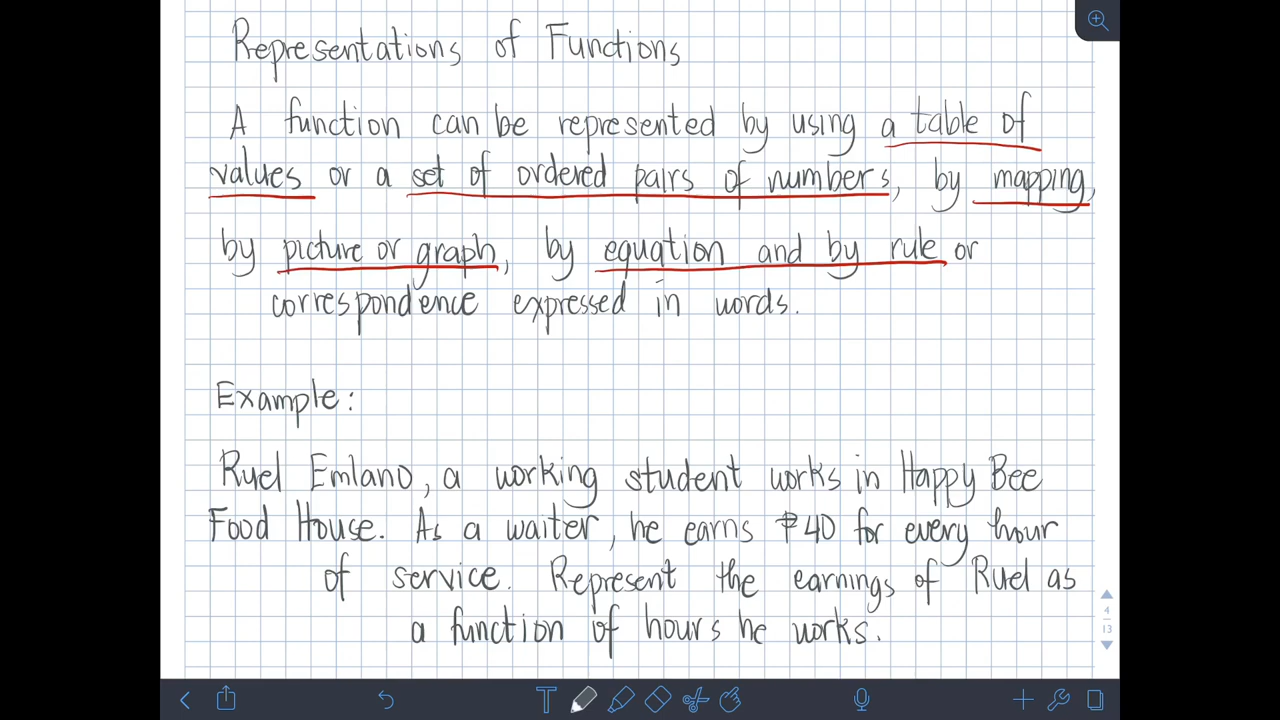 Representations of Functions
A function can be represented by using a table of
values or a set of ordered pairs of numbers, by mapping,
by picture or graph, by equation and by rule or
correspondence expressed in words.
Example:
Ruel Emlano, a working student works in Happy Bee
Food House. As a waiter, he earns ₱40 for every hour
of service. Represent the earnings of Ruel as
a function of hours he works.
4
13
T